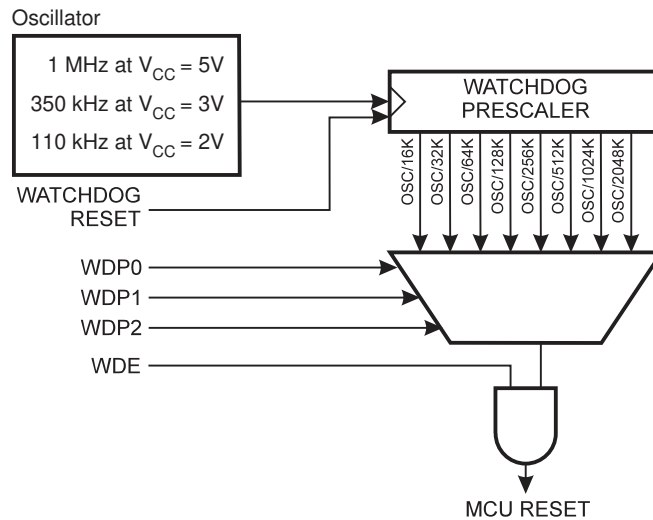 Oscillator
1 MHz at VCC = 5V
350 kHz at VCC = 3V
110 kHz at VCC = 2V
WATCHDOG
PRESCALER
OSC/16K
OSC/32K
OSC/64K
OSC/128K
OSC/256K
OSC/512K
OSC/1024K
OSC/2048K
WATCHDOG
RESET
WDP0
WDP1
WDP2
WDE
MCU RESET